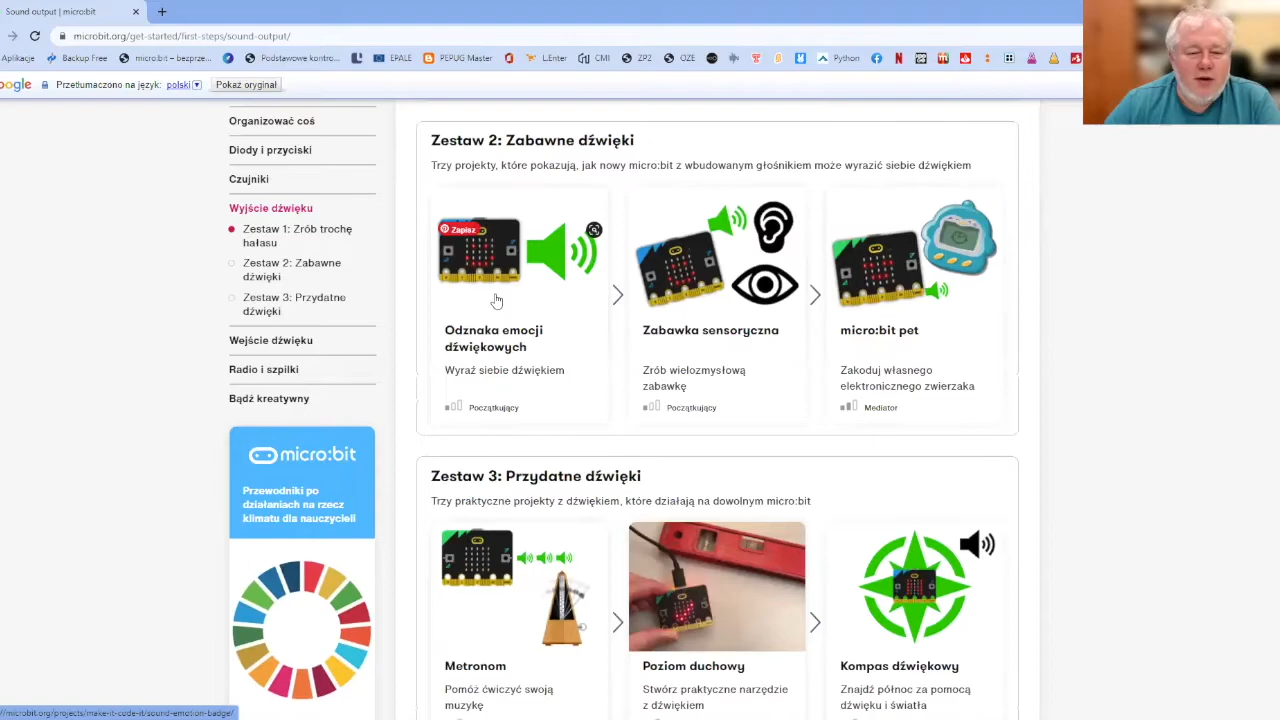 Sound output | micro:bit
microbit.org/get-started/first-steps/sound-output/
Aplikacje
Backup Free
micro:bit – bezprze...
Podstawowe kontro...
EPALE
PEPUG Master
L.Enter
CMI
ZPJ
OZE
Python
ogle
Przetłumaczono na język: polski
Pokaż oryginał
Organizować coś
Diody i przyciski
Czujniki
Wyjście dźwięku
Zestaw 1: Zrób trochę
hałasu
Zestaw 2: Zabawne
dźwięki
Zestaw 3: Przydatne
dźwięki
Wejście dźwięku
Radio i szpilki
Bądź kreatywny
micro:bit
Przewodniki po
działaniach na rzecz
klimatu dla nauczycieli
Zestaw 2: Zabawne dźwięki
Trzy projekty, które pokazują, jak nowy micro:bit z wbudowanym głośnikiem może wyrazić siebie dźwiękiem
Zapisz
Odznaka emocji
dźwiękowych
Wyraź siebie dźwiękiem
Początkujący
Zabawka sensoryczna
Zrób wielozmysłową
zabawkę
Początkujący
micro:bit pet
Zakoduj własnego
elektronicznego zwierzaka
Mediator
Zestaw 3: Przydatne dźwięki
Trzy praktyczne projekty z dźwiękiem, które działają na dowolnym micro:bit
Metronom
Pomóż ćwiczyć swoją
muzykę
Poziom duchowy
Stwórz praktyczne narzędzie
z dźwiękiem
Kompas dźwiękowy
Znajdź północ za pomocą
dźwięku i światła
//microbit.org/projects/make-it-code-it/sound-emotion-badge/